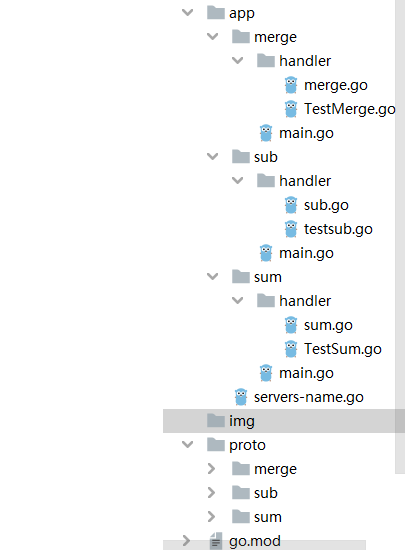 app
merge
handler
merge.go
TestMerge.go
main.go
sub
handler
sub.go
testsub.go
main.go
sum
handler
sum.go
TestSum.go
main.go
servers-name.go
img
proto
merge
sub
sum
go.mod